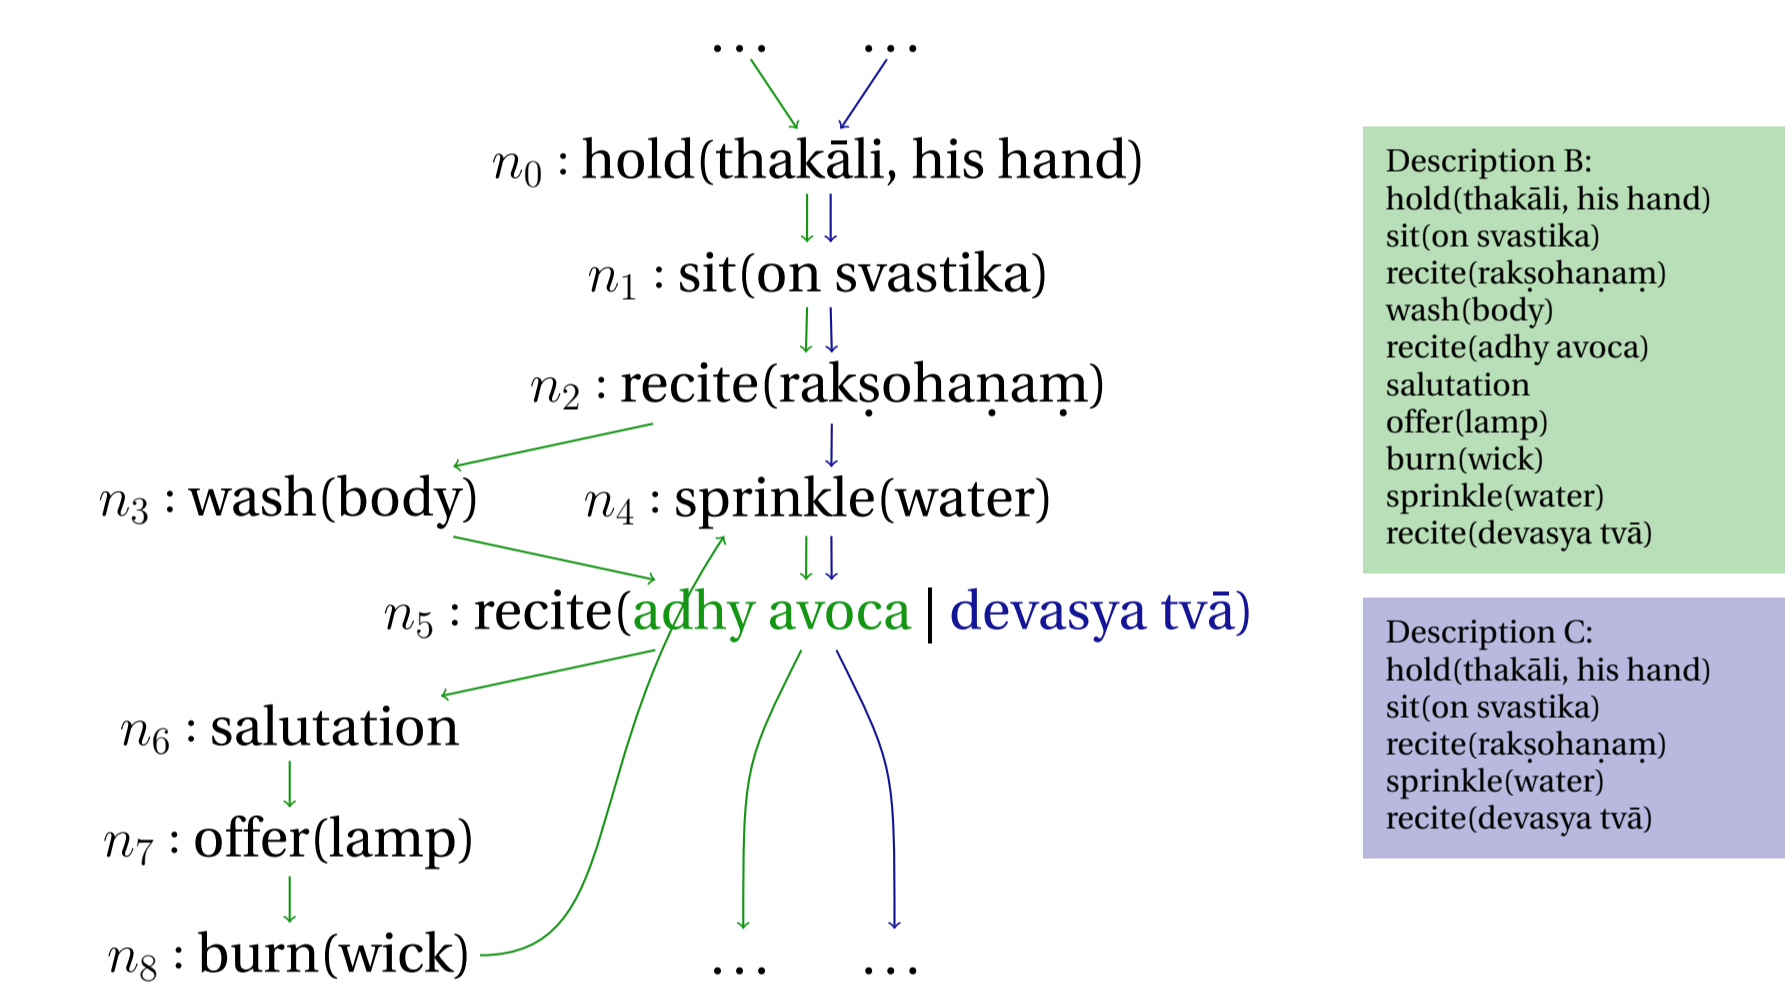 ... ...
n0 : hold(thakāli, his hand)
n1 : sit(on svastika)
n2 : recite(rakṣohaṇaṃ)
n3 : wash(body) n4 : sprinkle(water)
n5 : recite(adhy avoca | devasya tvā)
n6 : salutation
n7 : offer(lamp)
n8 : burn(wick)
... ...
Description B:
hold(thakāli, his hand)
sit(on svastika)
recite(rakṣohaṇaṃ)
wash(body)
recite(adhy avoca)
salutation
offer(lamp)
burn(wick)
sprinkle(water)
recite(devasya tvā)
Description C:
hold(thakāli, his hand)
sit(on svastika)
recite(rakṣohaṇaṃ)
sprinkle(water)
recite(devasya tvā)